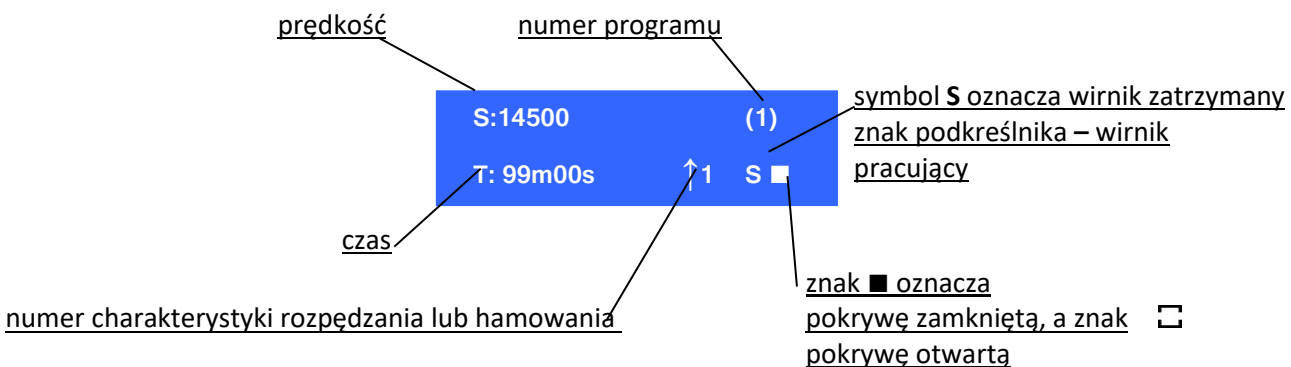 prędkość numer programu
symbol S oznacza wirnik zatrzymany
S:14500 (1)
znak podkreślnika – wirnik
pracujący
T: 99m00s ↑1 S ■
czas
znak ■ oznacza
numer charakterystyki rozpędzania lub hamowania
pokrywę zamkniętą, a znak
pokrywę otwartą